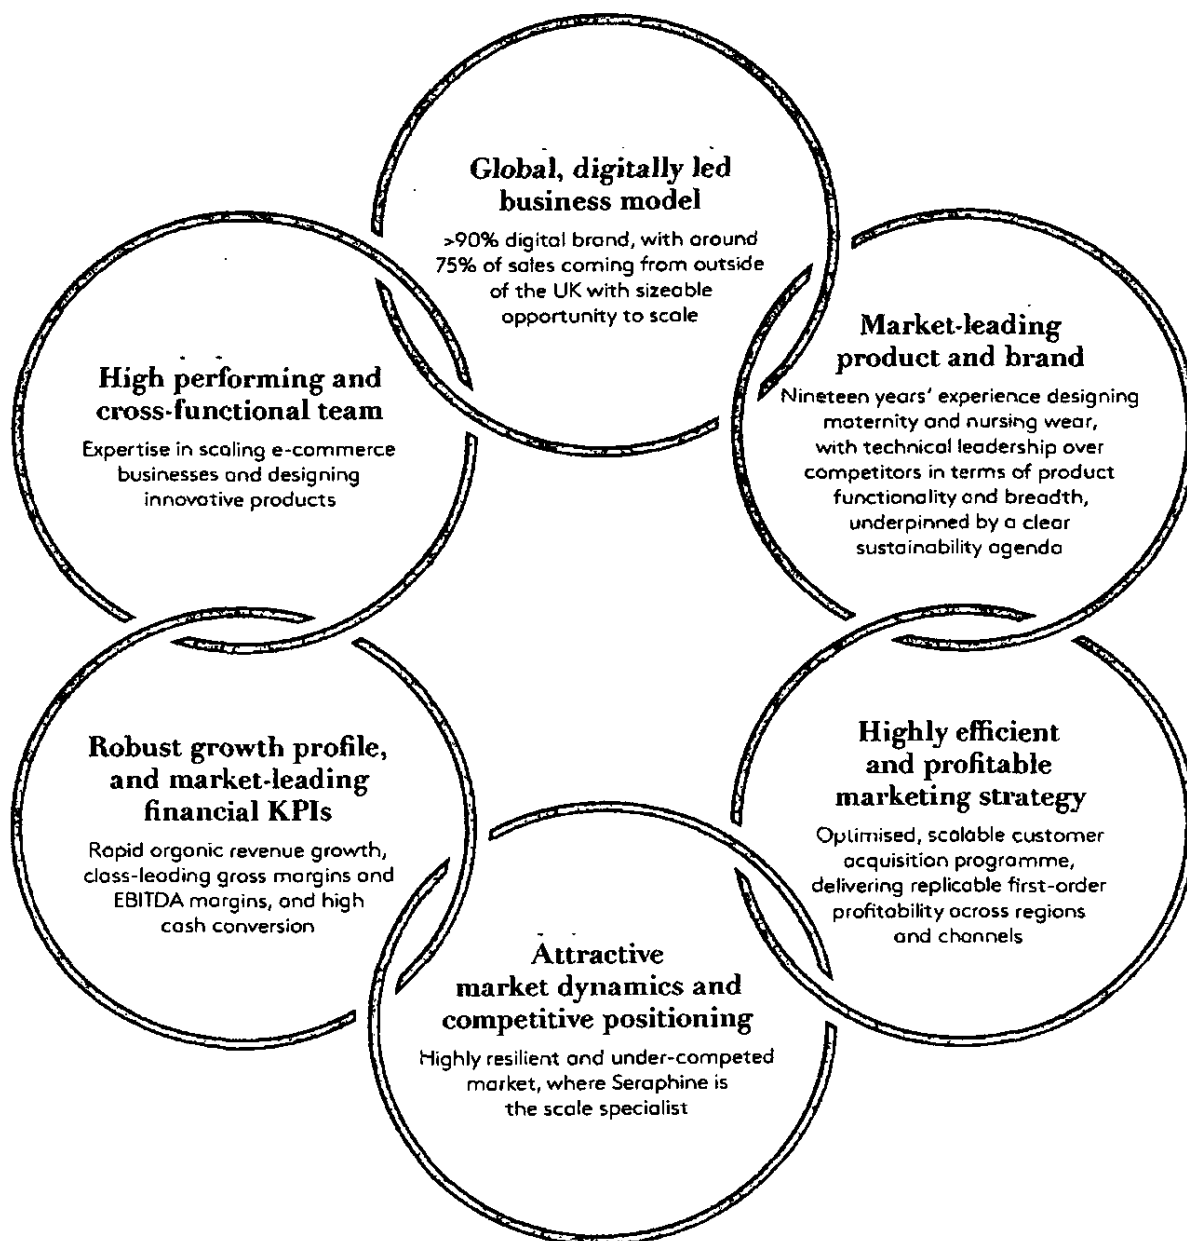 Global, digitally led
business model
>90% digital brand, with around
75% of sales coming from outside
of the UK with sizeable
opportunity to scale
Market-leading
product and brand
Nineteen years' experience designing
maternity and nursing wear,
with technical leadership over
competitors in terms of product
functionality and breadth,
underpinned by a clear
sustainability agenda
Highly efficient
and profitable
marketing strategy
Optimised, scalable customer
acquisition programme,
delivering replicable first-order
profitability across regions
and channels
Attractive
market dynamics and
competitive positioning
Highly resilient and under-competed
market, where Seraphine is
the scale specialist
Robust growth profile,
and market-leading
financial KPIs
Rapid organic revenue growth,
class-leading gross margins and
EBITDA margins, and high
cash conversion
High performing and
cross-functional team
Expertise in scaling e-commerce
businesses and designing
innovative products